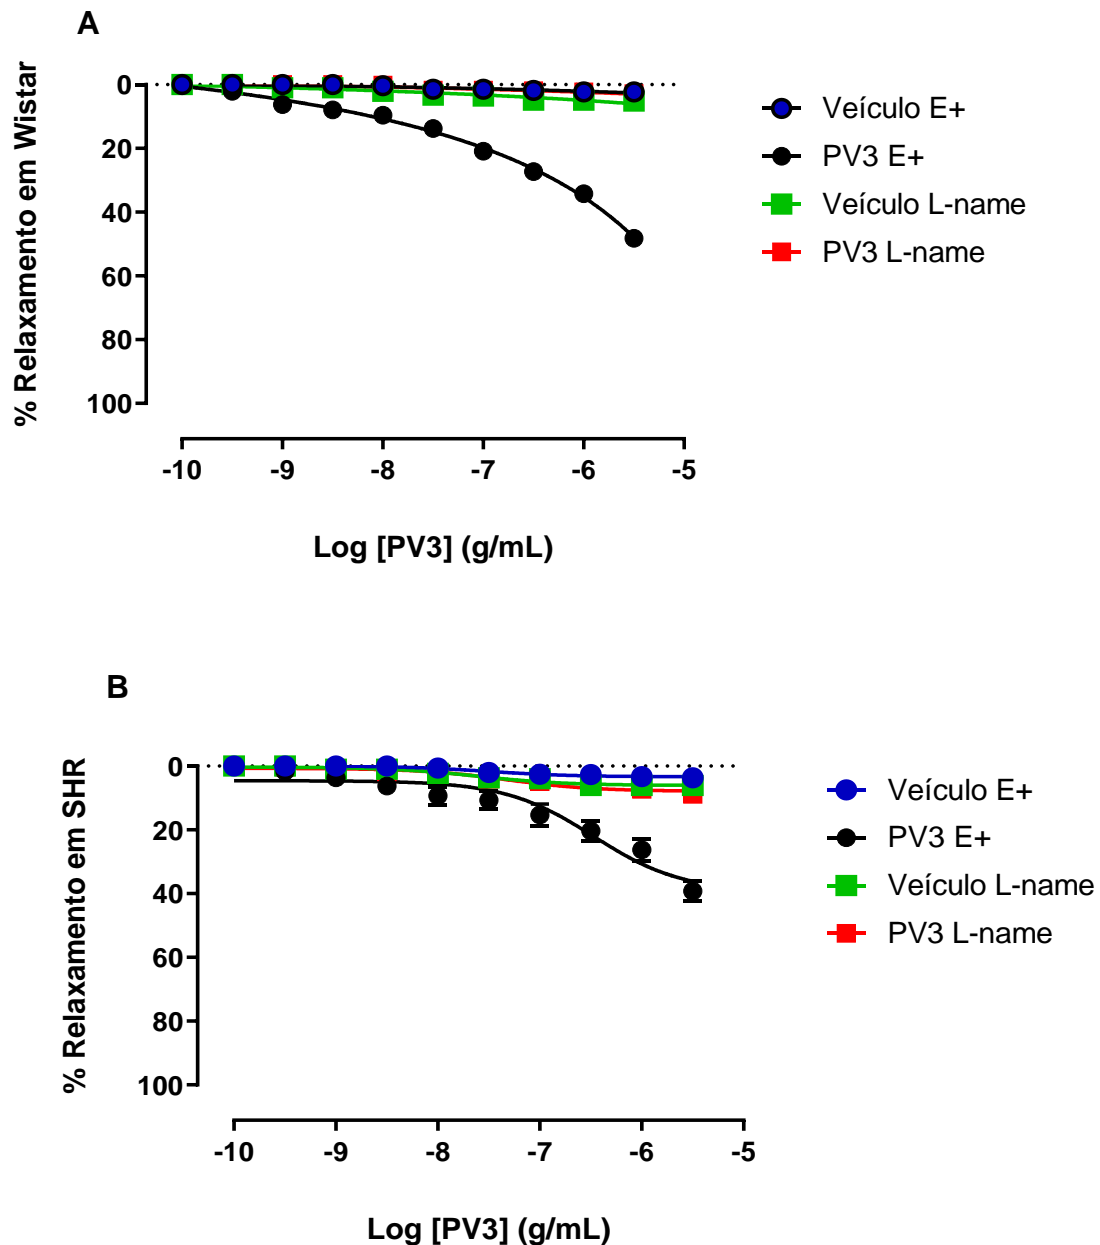 A
% Relaxamento em Wistar
0
20
40
60
80
100
-10 -9 -8 -7 -6 -5
Log [PV3] (g/mL)
Veículo E+
PV3 E+
Veículo L-name
PV3 L-name
B
% Relaxamento em SHR
0
20
40
60
80
100
-10 -9 -8 -7 -6 -5
Log [PV3] (g/mL)
Veículo E+
PV3 E+
Veículo L-name
PV3 L-name